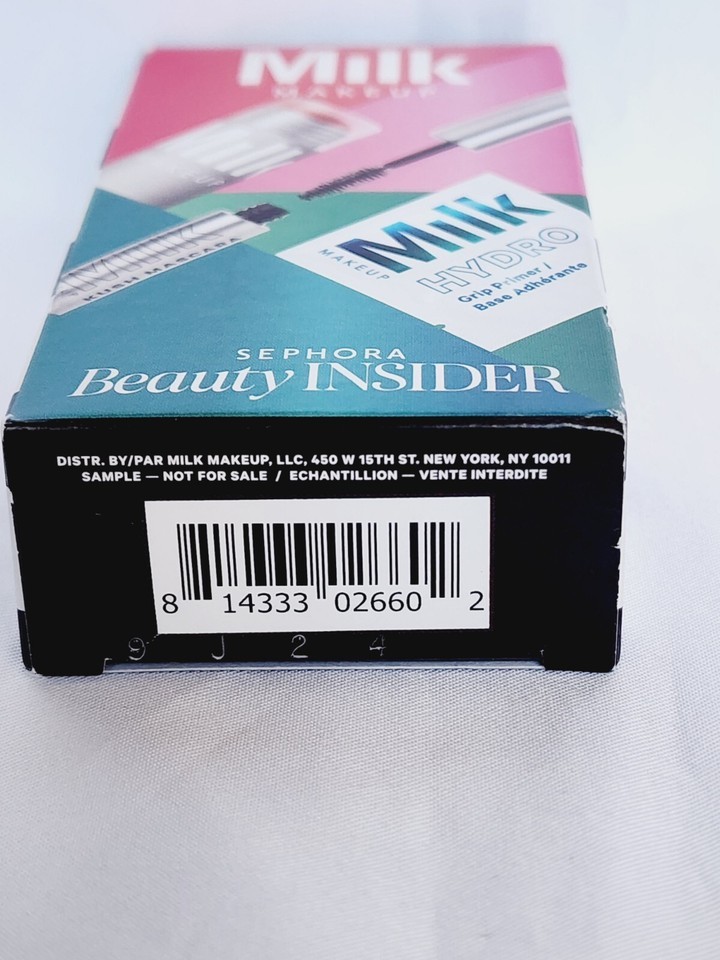 Milk
MAKEUP
KUSH MASCARA
Milk
MAKEUP
HYDRO
Grip Primer /
Base Adhérante
SEPHORA
Beauty INSIDER
DISTR. BY/PAR MILK MAKEUP, LLC, 450 W 15TH ST. NEW YORK, NY 10011
SAMPLE — NOT FOR SALE / ECHANTILLION — VENTE INTERDITE
8 14333 02660 2
9 J 2 4